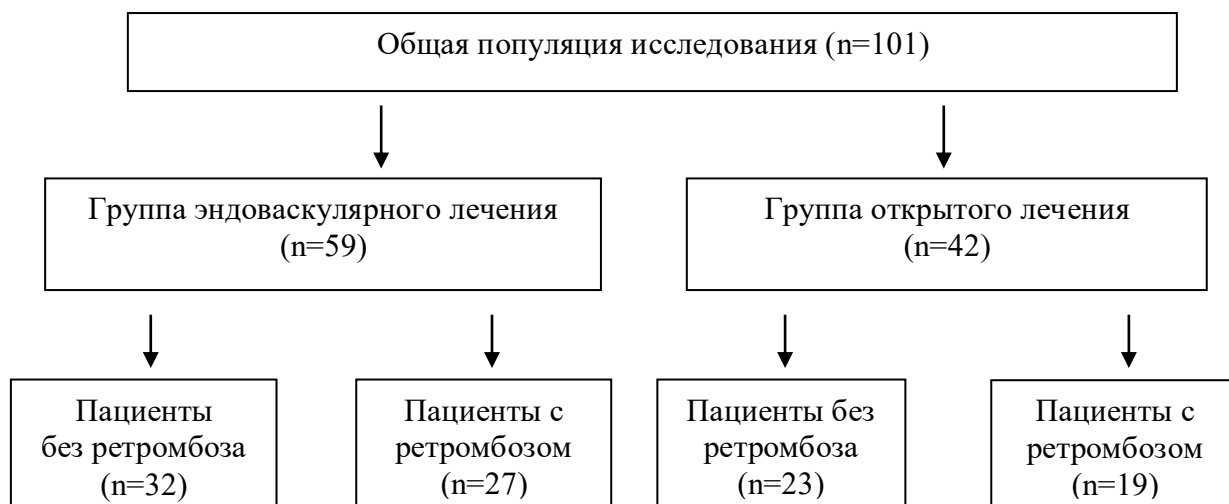 Общая популяция исследования (n=101)
Группа эндоваскулярного лечения
(n=59)
Группа открытого лечения
(n=42)
Пациенты
без ретромбоза
(n=32)
Пациенты с
ретромбозом
(n=27)
Пациенты без
ретромбоза
(n=23)
Пациенты с
ретромбозом
(n=19)